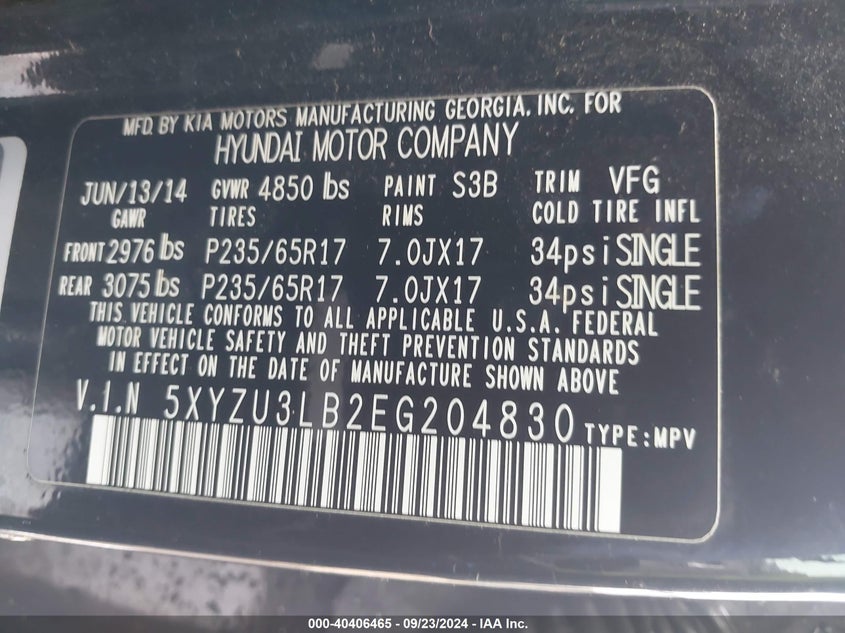 MFD. BY KIA MOTORS MANUFACTURING GEORGIA, INC. FOR
HYUNDAI MOTOR COMPANY
JUN/13/14 GVWR 4850 lbs PAINT S3B TRIM VFG
GAWR TIRES RIMS COLD TIRE INFL
FRONT 2976 lbs P235/65R17 7.0JX17 34psi SINGLE
REAR 3075 lbs P235/65R17 7.0JX17 34psi SINGLE
THIS VEHICLE CONFORMS TO ALL APPLICABLE U.S.A. FEDERAL
MOTOR VEHICLE SAFETY AND THEFT PREVENTION STANDARDS
IN EFFECT ON THE DATE OF MANUFACTURE SHOWN ABOVE
V.I.N 5XYZU3LB2EG204830 TYPE:MPV
000-40406465 - 09/23/2024 - IAA Inc.